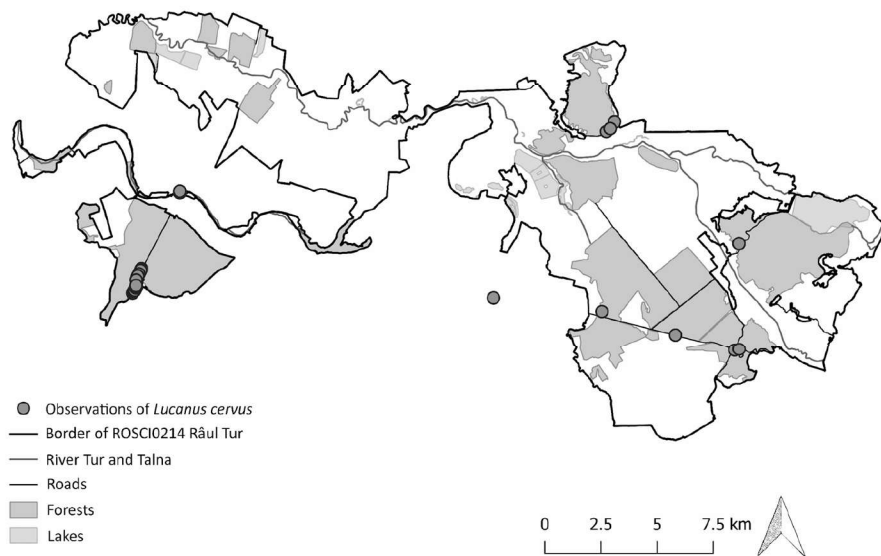 Observations of Lucanus cervus
Border of ROSCI0214 Râul Tur
River Tur and Talna
Roads
Forests
Lakes
0 2.5 5 7.5 km